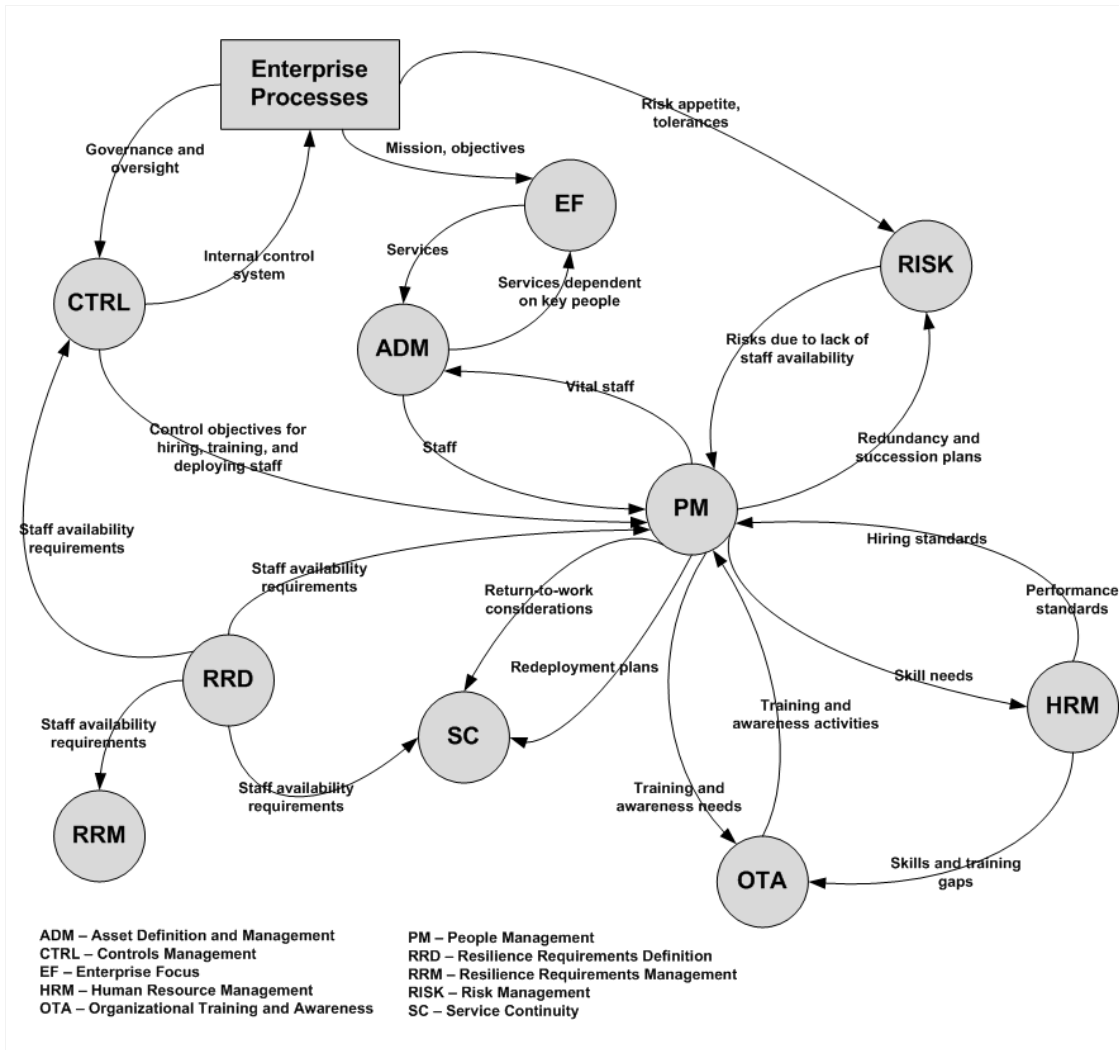 Enterprise
Processes
Risk appetite,
tolerances
Governance and
oversight
Mission, objectives
EF
Services
Internal control
system
RISK
Services dependent
on key people
CTRL
ADM
Risks due to lack of
staff availability
Vital staff
Control objectives for
hiring, training, and
deploying staff
Staff
Redundancy and
succession plans
PM
Staff availability
requirements
Hiring standards
Staff availability
requirements
Return-to-work
considerations
Performance
standards
RRD
Redeployment plans
Skill needs
HRM
Staff availability
requirements
SC
Training and
awareness activities
Staff availability
requirements
Training and
awareness needs
RRM
OTA
Skills and training
gaps
ADM – Asset Definition and Management
CTRL – Controls Management
EF – Enterprise Focus
HRM – Human Resource Management
OTA – Organizational Training and Awareness
PM – People Management
RRD – Resilience Requirements Definition
RRM – Resilience Requirements Management
RISK – Risk Management
SC – Service Continuity